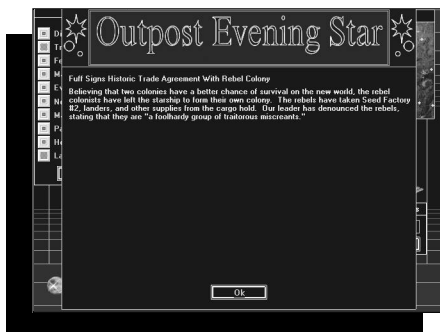 Outpost Evening Star
Fuff Signs Historic Trade Agreement With Rebel Colony
Believing that two colonies have a better chance of survival on the new world, the rebel
colonists have left the starship to form their own colony. The rebels have taken Seed Factory
#2, landers, and other supplies from the cargo hold. Our leader has denounced the rebels,
stating that they are "a foolhardy group of traitorous miscreants."
Ok